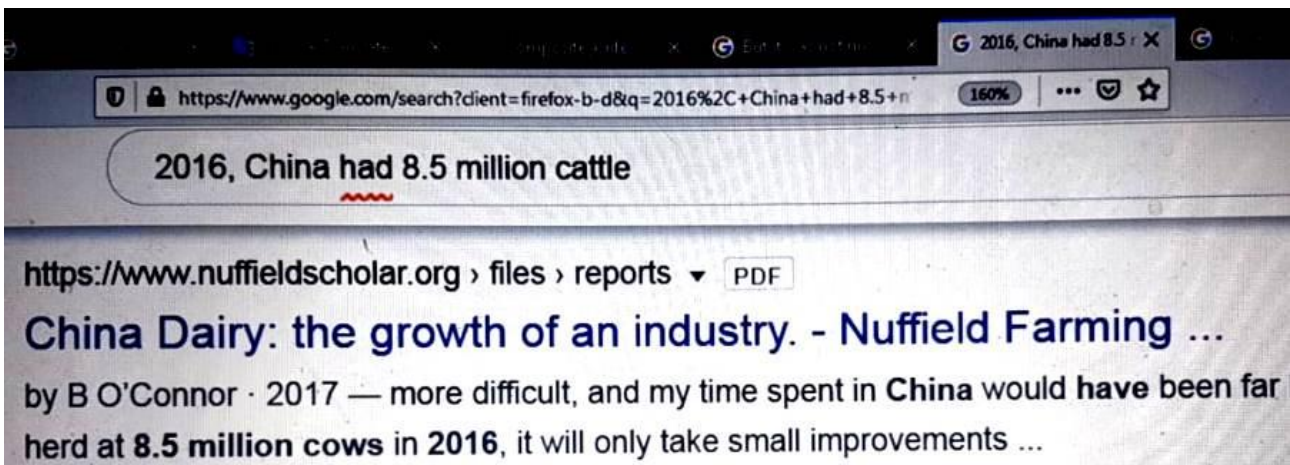 2016, China had 8.5 r
https://www.google.com/search?client=firefox-b-d&q=2016%2C+China+had+8.5+n
160%
2016, China had 8.5 million cattle
https://www.nuffieldscholar.org › files › reports
PDF
China Dairy: the growth of an industry. - Nuffield Farming ...
by B O'Connor · 2017 — more difficult, and my time spent in China would have been far
herd at 8.5 million cows in 2016, it will only take small improvements ...